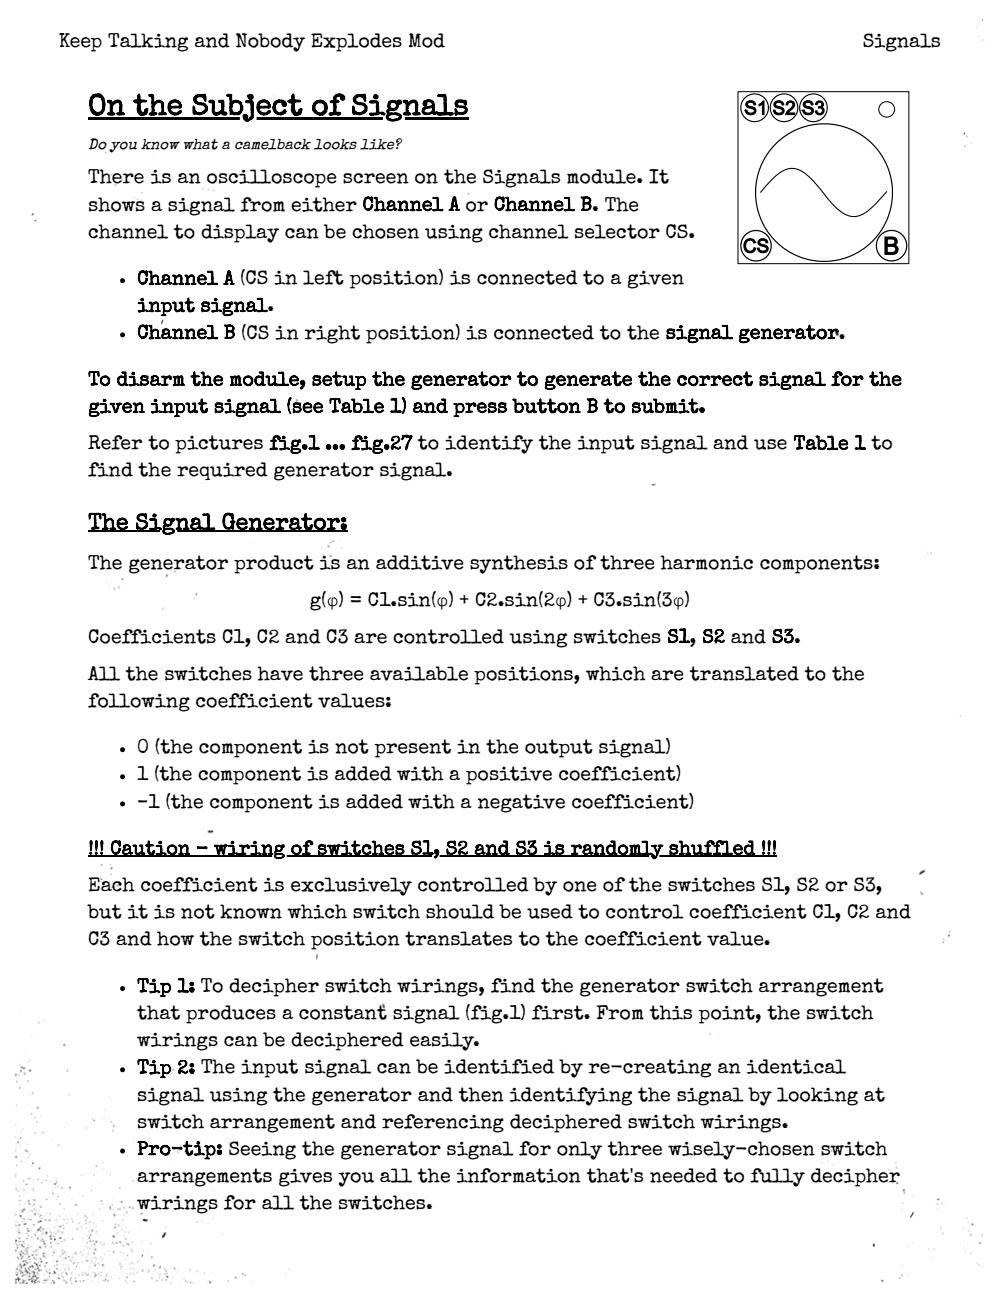 Keep Talking and Nobody Explodes Mod
Signals
On the Subject of Signals
S1 S2 S3
Do you know what a camelback looks like?
There is an oscilloscope screen on the Signals module. It
shows a signal from either Channel A or Channel B. The
channel to display can be chosen using channel selector CS.
CS
B
• Channel A (CS in left position) is connected to a given
input signal.
• Channel B (CS in right position) is connected to the signal generator.
To disarm the module, setup the generator to generate the correct signal for the
given input signal (see Table 1) and press button B to submit.
Refer to pictures fig.1 ... fig.27 to identify the input signal and use Table 1 to
find the required generator signal.
The Signal Generator:
The generator product is an additive synthesis of three harmonic components:
g(φ) = C1.sin(φ) + C2.sin(2φ) + C3.sin(3φ)
Coefficients C1, C2 and C3 are controlled using switches S1, S2 and S3.
All the switches have three available positions, which are translated to the
following coefficient values:
• 0 (the component is not present in the output signal)
• 1 (the component is added with a positive coefficient)
• -1 (the component is added with a negative coefficient)
!!! Caution - wiring of switches S1, S2 and S3 is randomly shuffled !!!
Each coefficient is exclusively controlled by one of the switches S1, S2 or S3,
but it is not known which switch should be used to control coefficient C1, C2 and
C3 and how the switch position translates to the coefficient value.
• Tip 1: To decipher switch wirings, find the generator switch arrangement
that produces a constant signal (fig.1) first. From this point, the switch
wirings can be deciphered easily.
• Tip 2: The input signal can be identified by re-creating an identical
signal using the generator and then identifying the signal by looking at
switch arrangement and referencing deciphered switch wirings.
• Pro-tip: Seeing the generator signal for only three wisely-chosen switch
arrangements gives you all the information that's needed to fully decipher
wirings for all the switches.